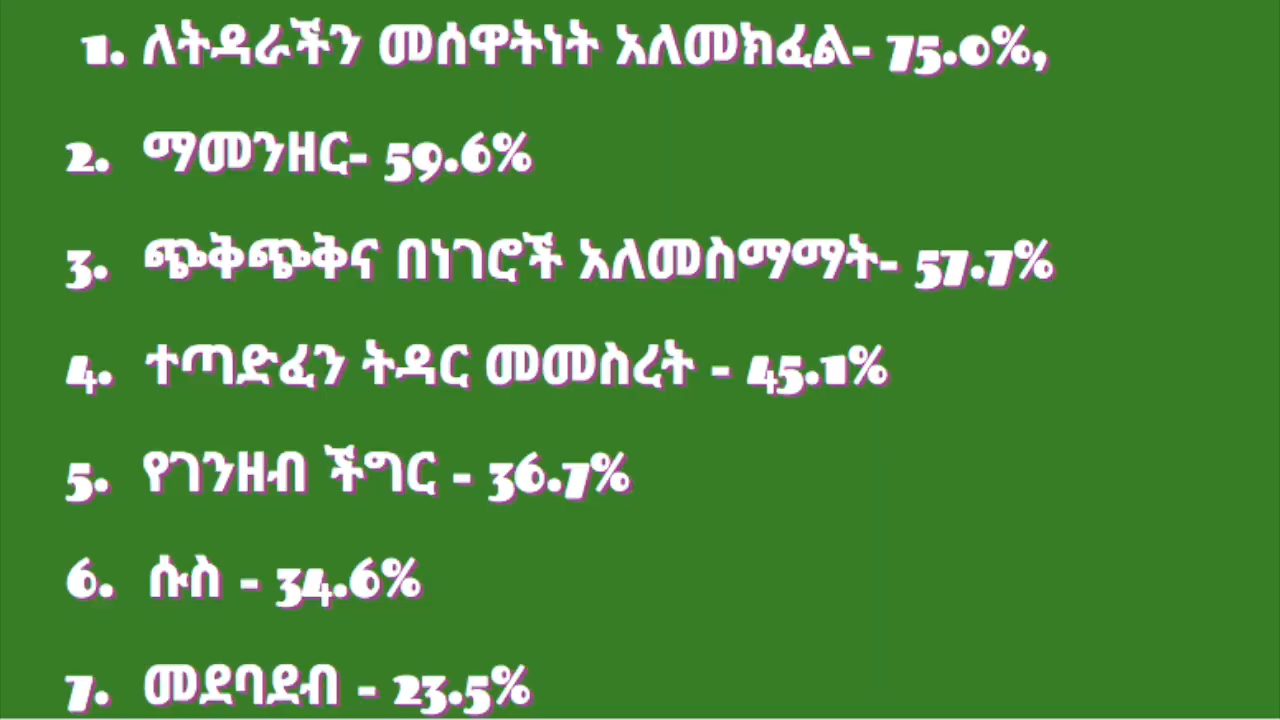 1. ለትዳራችን መሰዋትነት አለመክፈል- 75.0%,
2. ማመንዘር- 59.6%
3. ጭቅጭቅና በነገሮች አለመስማማት- 57.7%
4. ተጣድፈን ትዳር መመስረት - 45.1%
5. የገንዘብ ችግር - 36.7%
6. ሱስ - 34.6%
7. መደባደብ - 23.5%